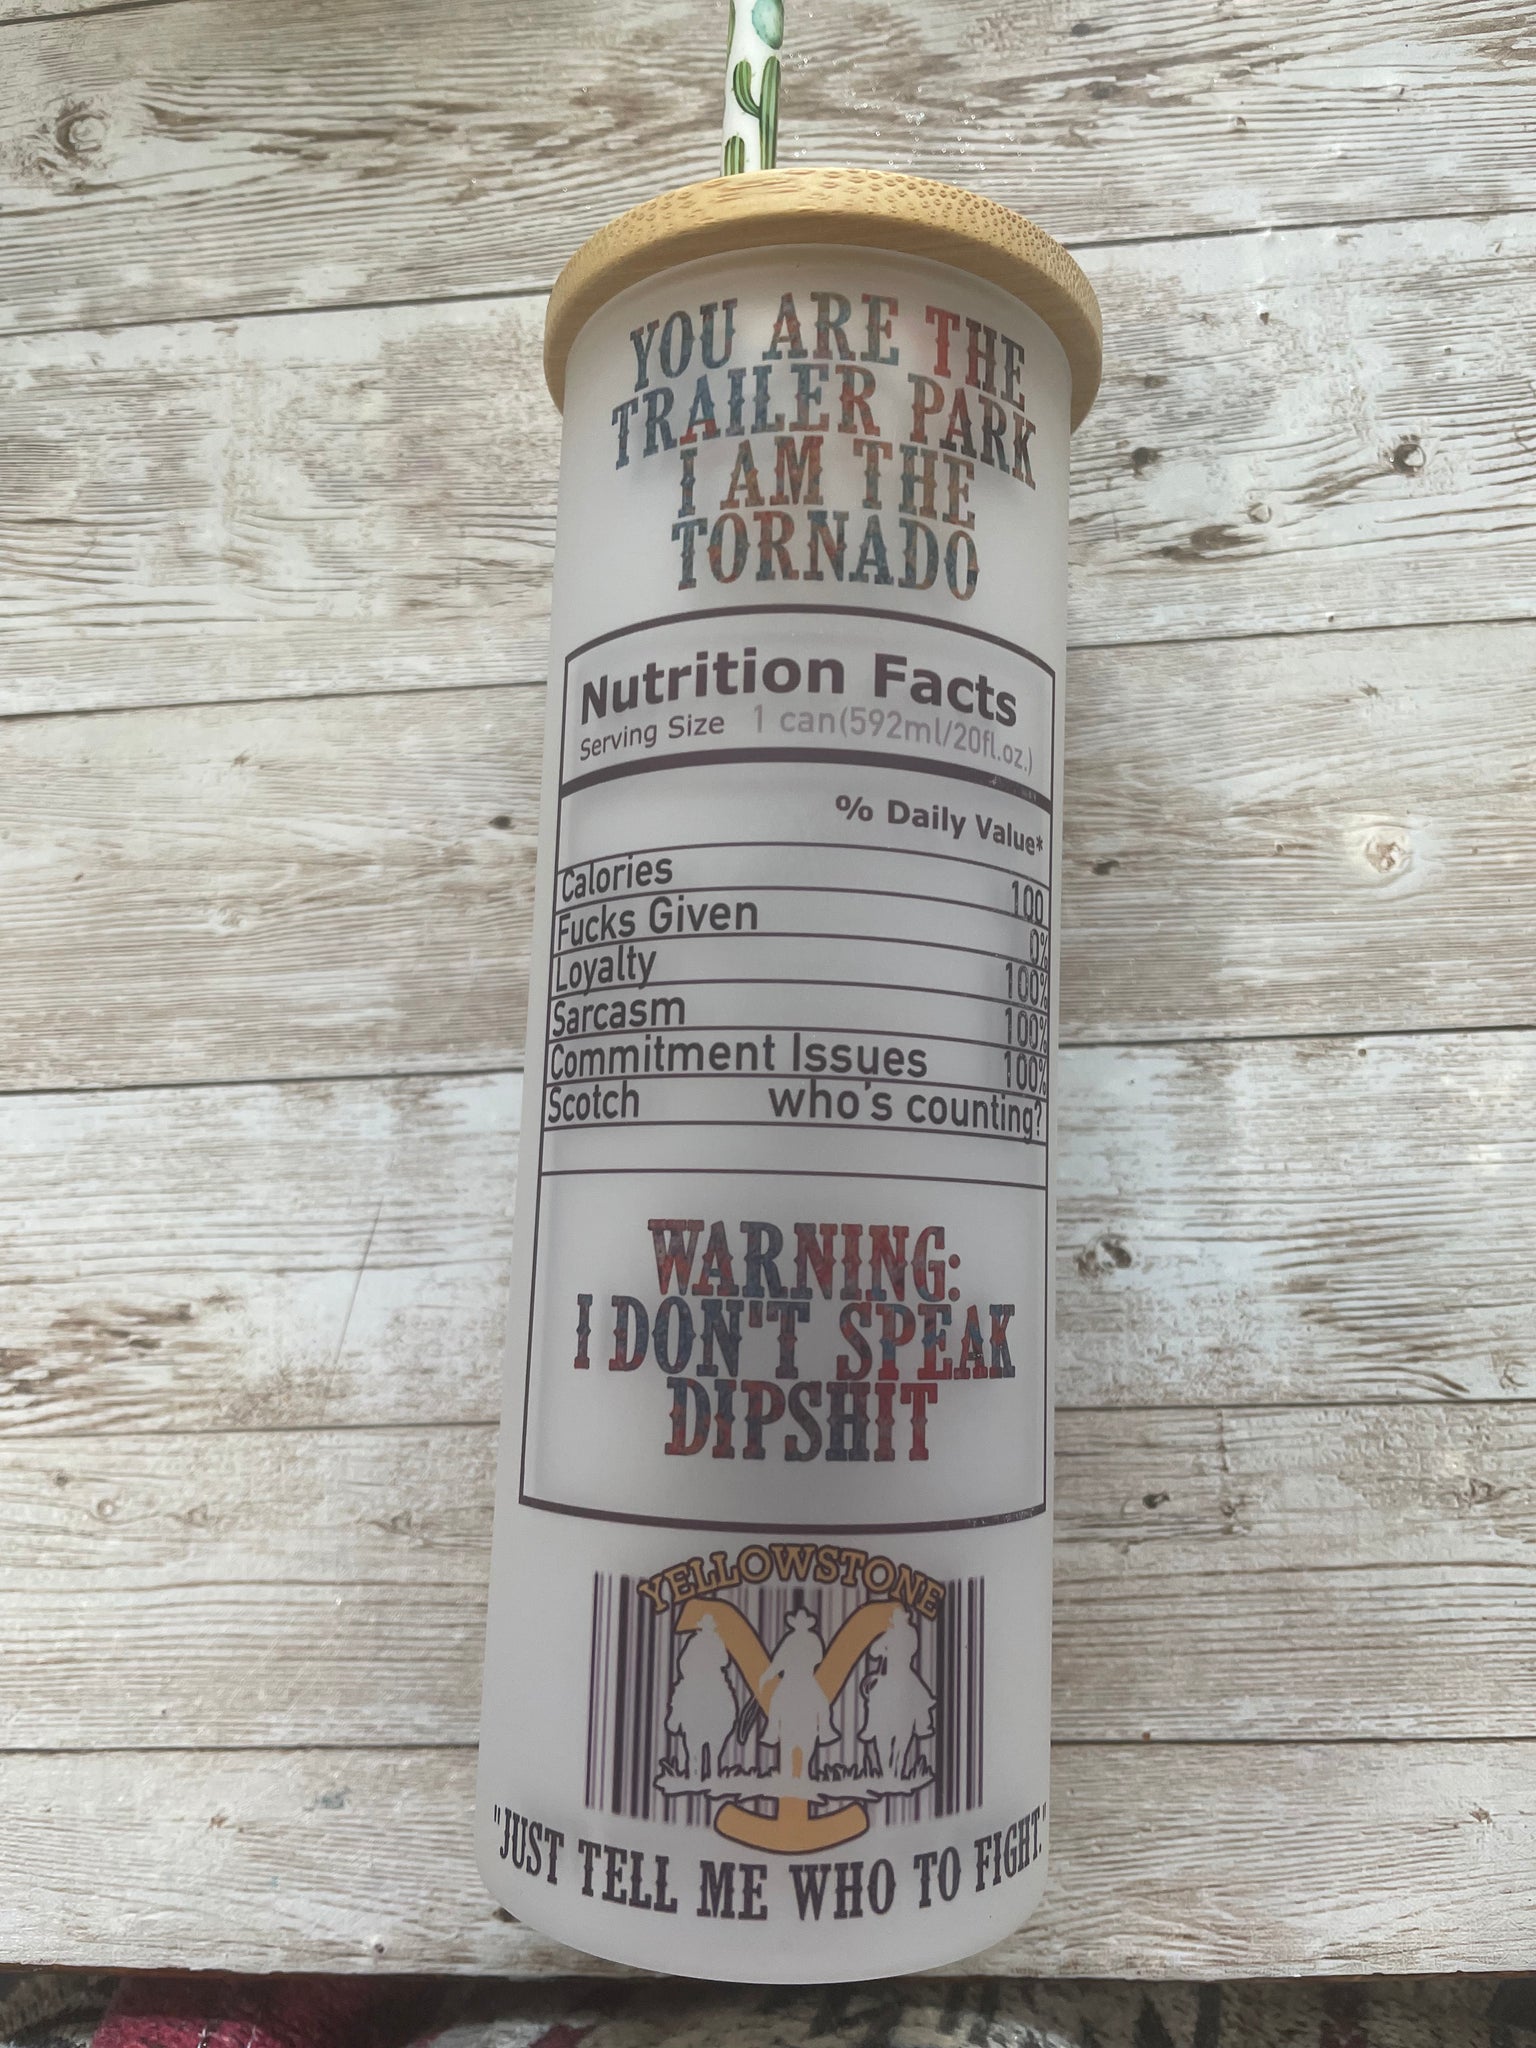 YOU ARE THE
TRAILER PARK
I AM THE
TORNADO
Nutrition Facts
Serving Size 1 can(592ml/20fl.oz.)
% Daily Value*
Calories 100
Fucks Given 0%
Loyalty 100%
Sarcasm 100%
Commitment Issues 100%
Scotch who's counting?
WARNING:
I DON'T SPEAK
DIPSHIT
YELLOWSTONE
Y
"JUST TELL ME WHO TO FIGHT."